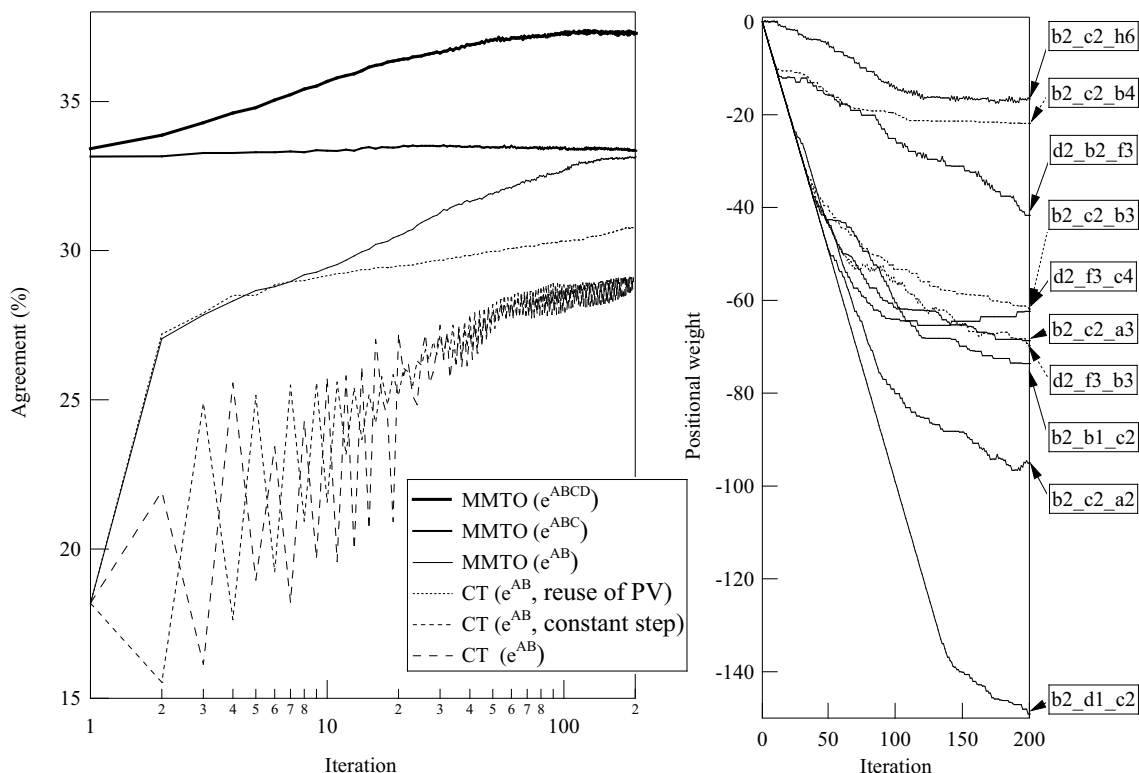 Agreement (%)
35
30
25
20
15
MMTO (e^ABCD)
MMTO (e^ABC)
MMTO (e^AB)
CT (e^AB, reuse of PV)
CT (e^AB, constant step)
CT (e^AB)
1 2 3 4 5 6 7 8 10 2 3 4 5 6 7 8 100 2
Iteration
Positional weight
0
-20
-40
-60
-80
-100
-120
-140
0 50 100 150 200
Iteration
b2_c2_h6
b2_c2_b4
d2_b2_f3
b2_c2_b3
d2_f3_c4
b2_c2_a3
d2_f3_b3
b2_b1_c2
b2_c2_a2
b2_d1_c2